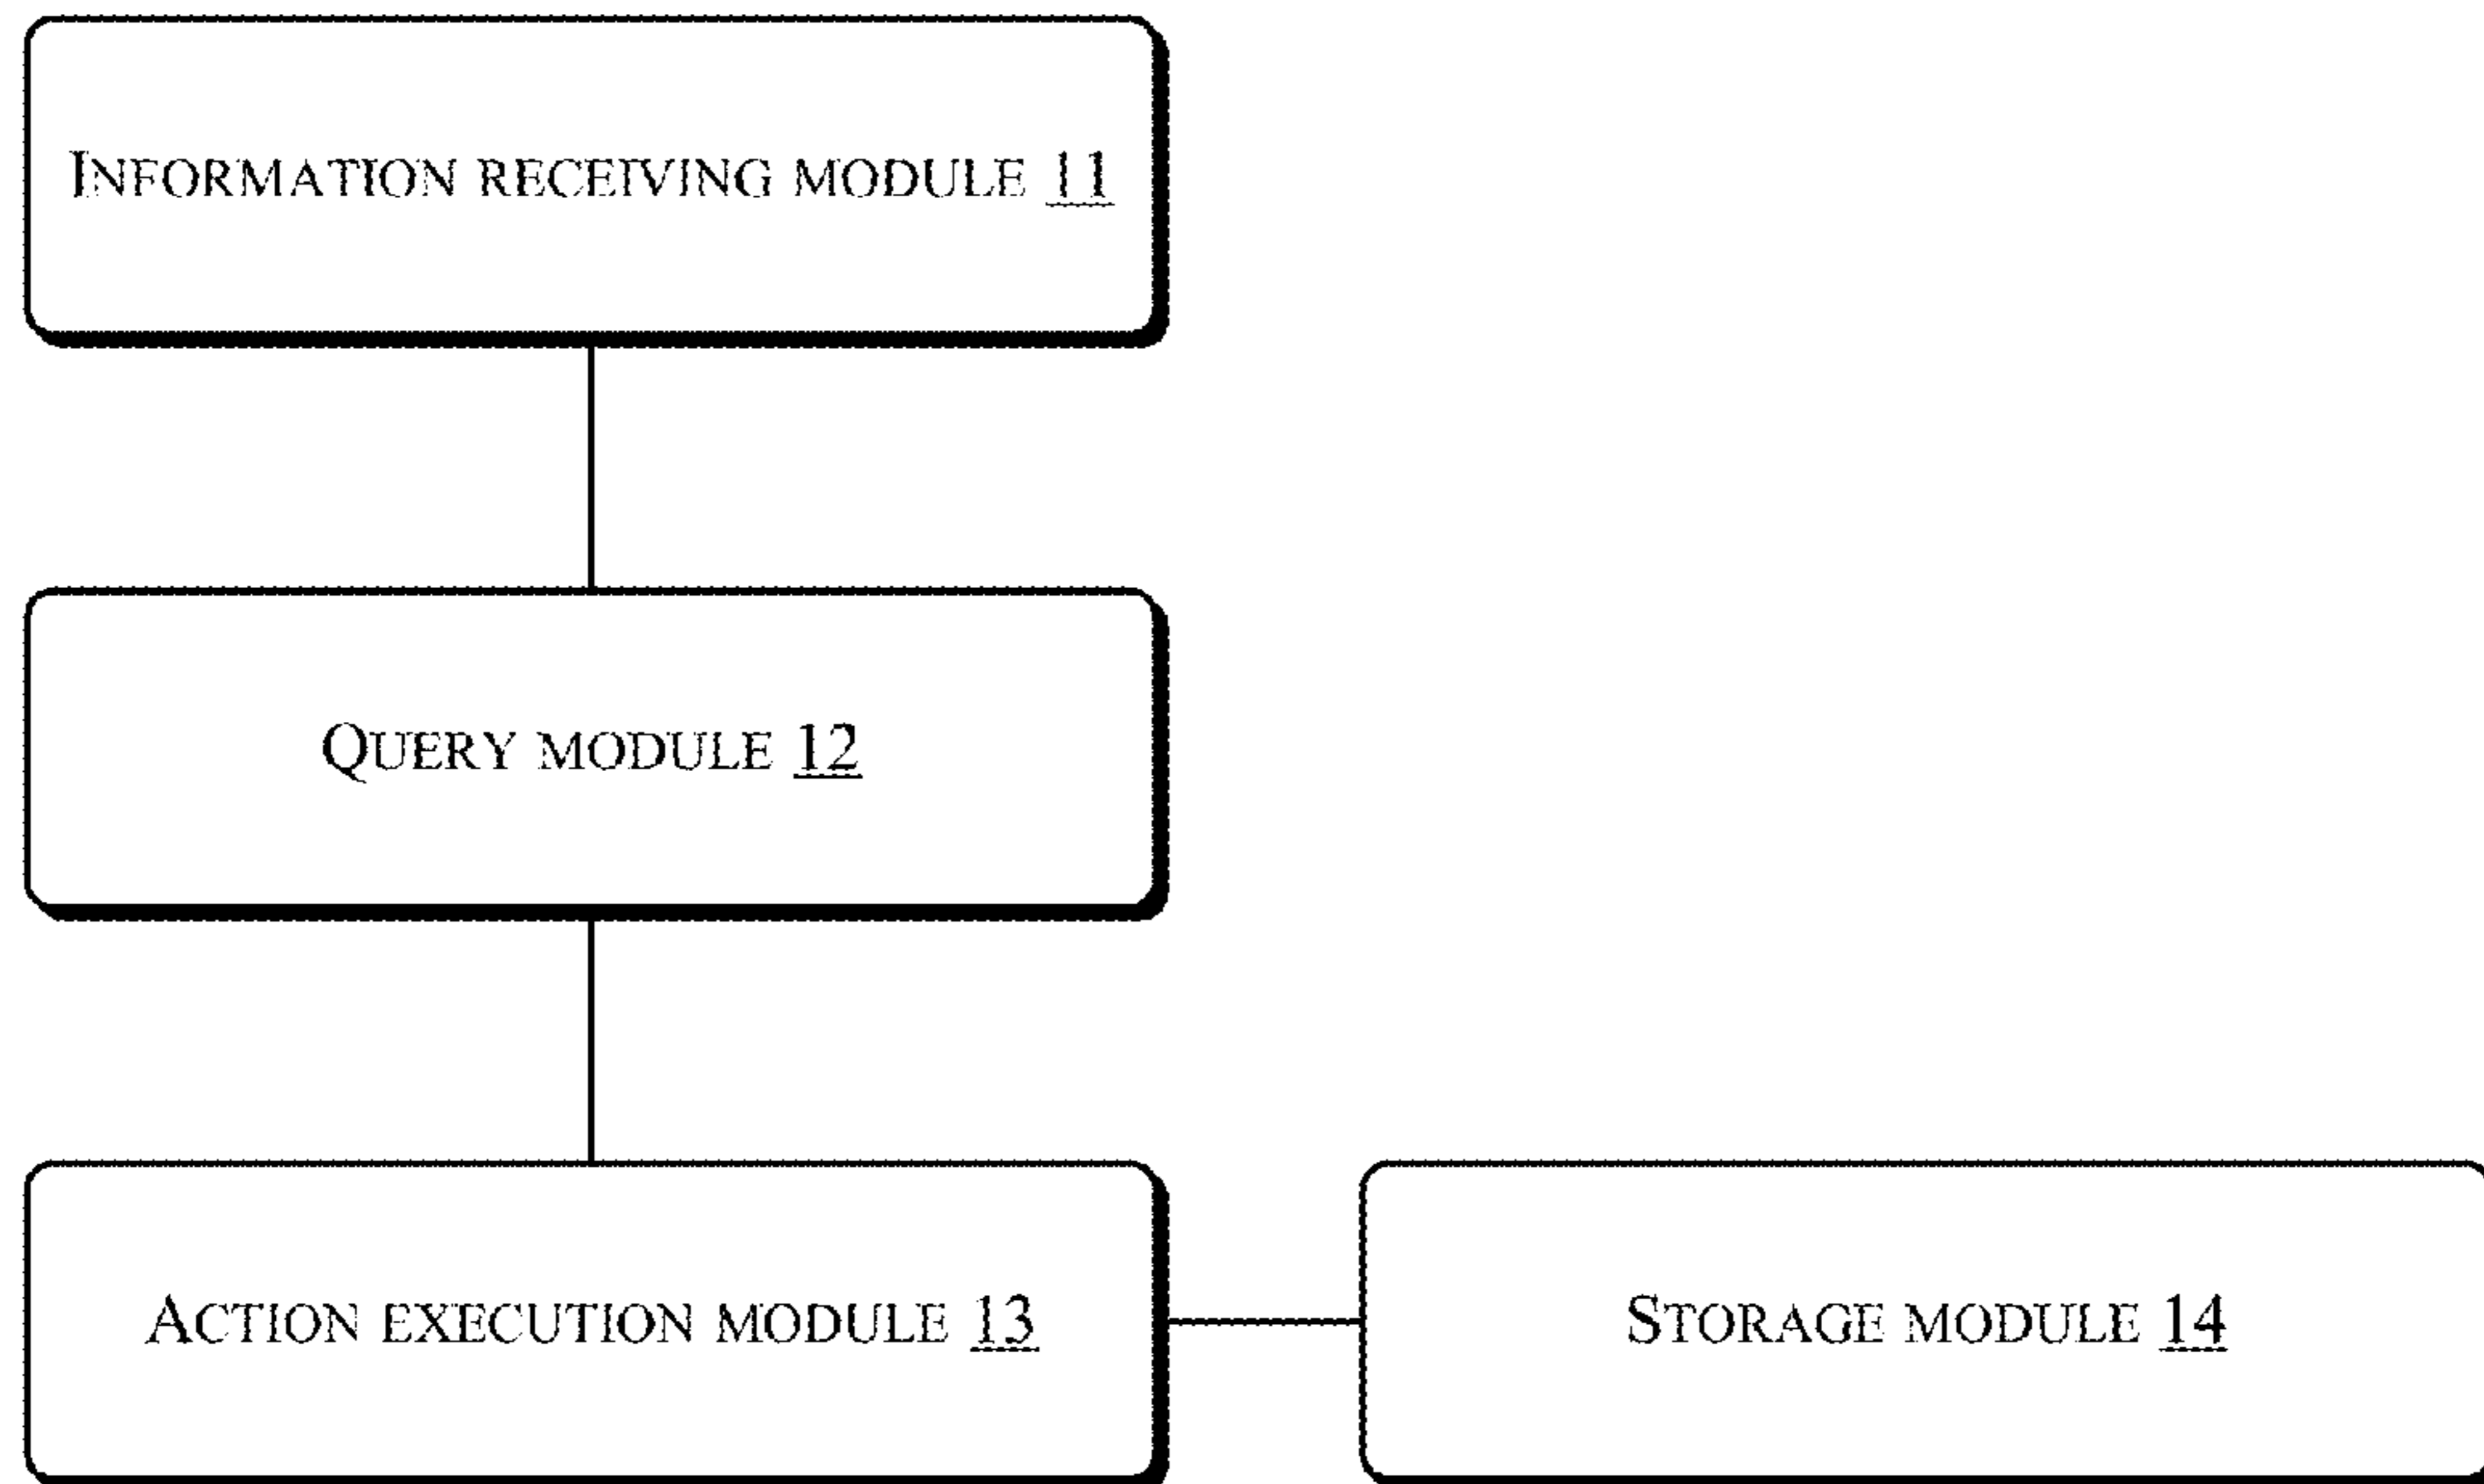 INFORMATION RECEIVING MODULE 11
QUERY MODULE 12
ACTION EXECUTION MODULE 13
STORAGE MODULE 14